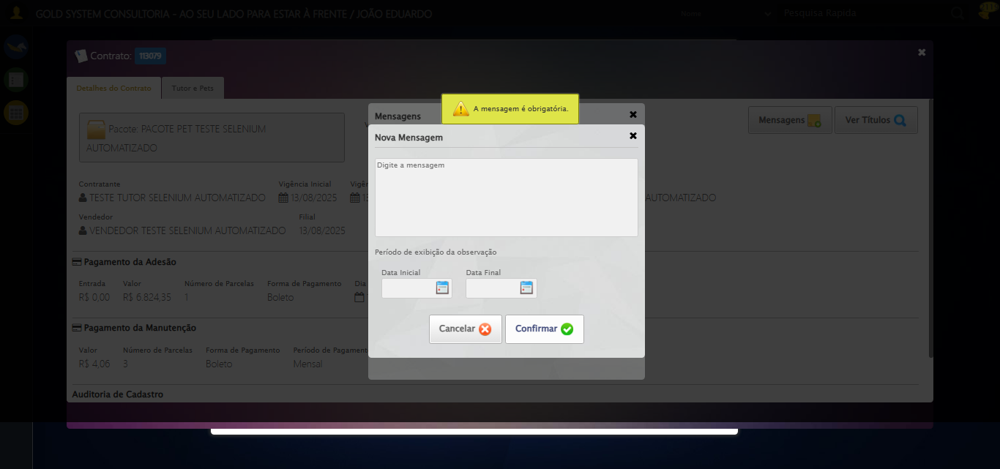 GOLD SYSTEM CONSULTORIA - AO SEU LADO PARA ESTAR À FRENTE / JOÃO EDUARDO
Nome
Pesquisa Rapida
Contrato: 113079
Detalhes do Contrato
Tutor e Pets
A mensagem é obrigatória.
Mensagens
Nova Mensagem
Digite a mensagem
Período de exibição da observação
Data Inicial
Data Final
Cancelar
Confirmar
Mensagens
Ver Títulos
Pacote: PACOTE PET TESTE SELENIUM
AUTOMATIZADO
Contratante
Vigência Inicial
TESTE TUTOR SELENIUM AUTOMATIZADO
13/08/2025
AUTOMATIZADO
Vendedor
Filial
VENDEDOR TESTE SELENIUM AUTOMATIZADO
13/08/2025
Pagamento da Adesão
Entrada Valor Número de Parcelas Forma de Pagamento Dia
R$ 0,00 R$ 6.824,35 1 Boleto
Pagamento da Manutenção
Valor Número de Parcelas Forma de Pagamento Período de Pagament
R$ 4,06 3 Boleto Mensal
Auditoria de Cadastro